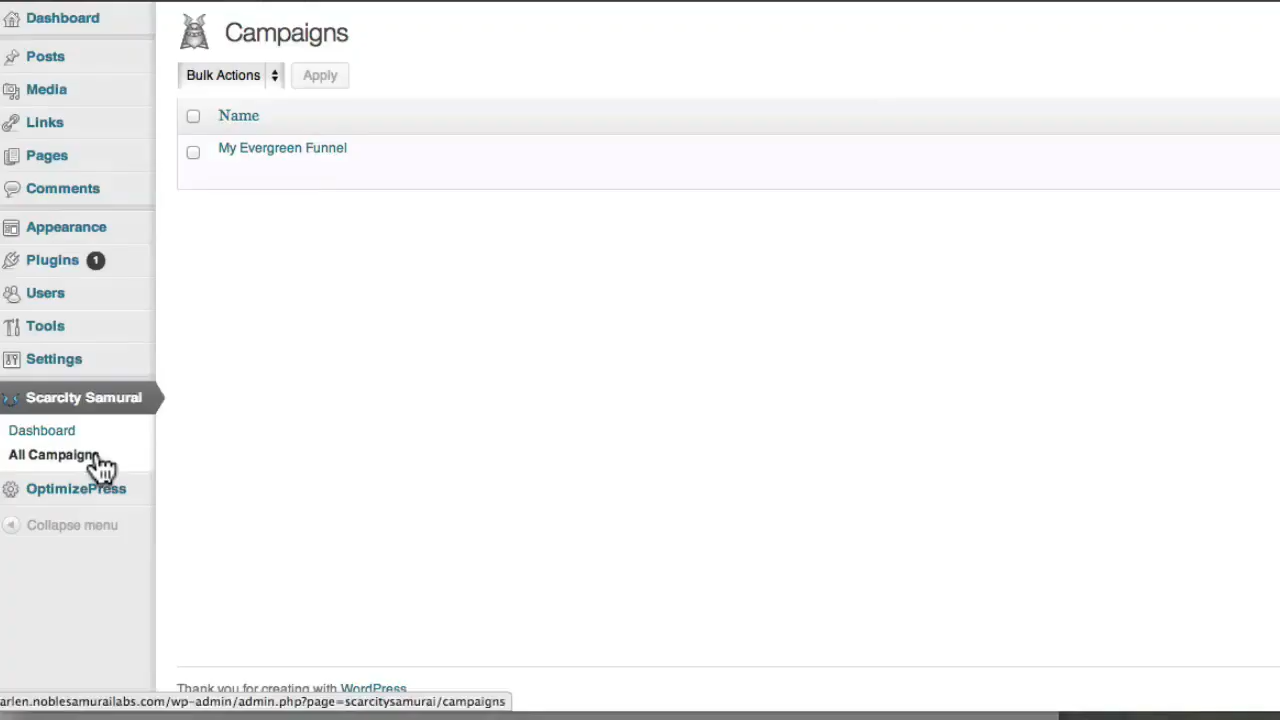 Dashboard
Posts
Media
Links
Pages
Comments
Appearance
Plugins 1
Users
Tools
Settings
Scarcity Samurai
Dashboard
All Campaigns
OptimizePress
Collapse menu
Campaigns
Bulk Actions
Apply
Name
My Evergreen Funnel
Thank you for creating with WordPress
arlen.noblesamurailabs.com/wp-admin/admin.php?page=scarcitysamurai/campaigns